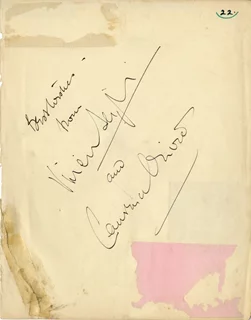 22
Best wishes -
from
Vivien Leigh
and
Laurence Olivier